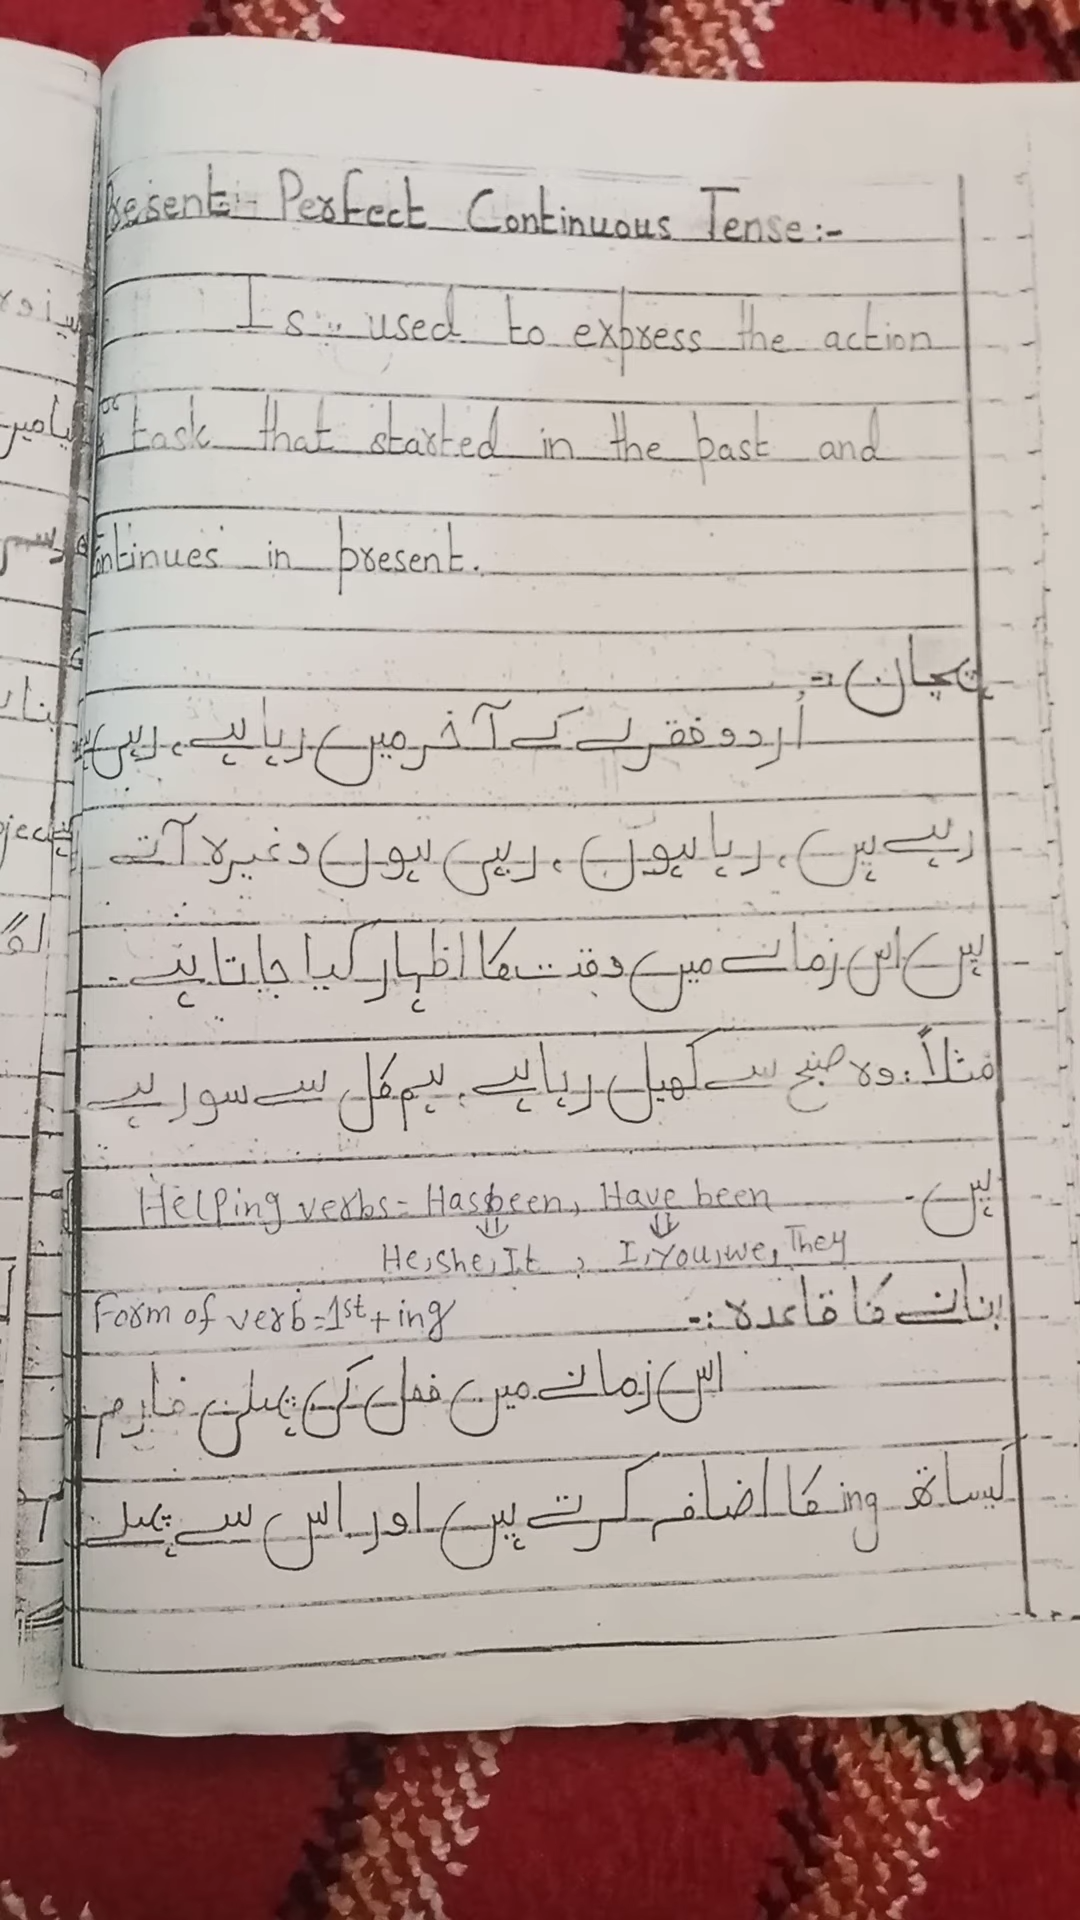 Present:- Perfect Continuous Tense:-
Is used to express the action
or task that started in the past and
continues in present.
پہچان:-
اُردو فقرے کے آخر میں رہا ہے، رہی
رہے ہیں، رہا ہوں، رہی ہوں وغیرہ آتے
ہیں اس زمانے میں وقت کا اظہار کیا جاتا ہے۔
مثلاً: وہ صبح سے کھیل رہا ہے۔ ہم کل سے سو رہے
ہیں۔
Helping verbs = Has been, Have been
He, she, It , I, You, we, They
بنانے کا قاعدہ:-
Form of verb = 1st + ing
اس زمانے میں فعل کی پہلی فارم
کیساتھ ing کا اضافہ کرتے ہیں اور اس سے پہلے